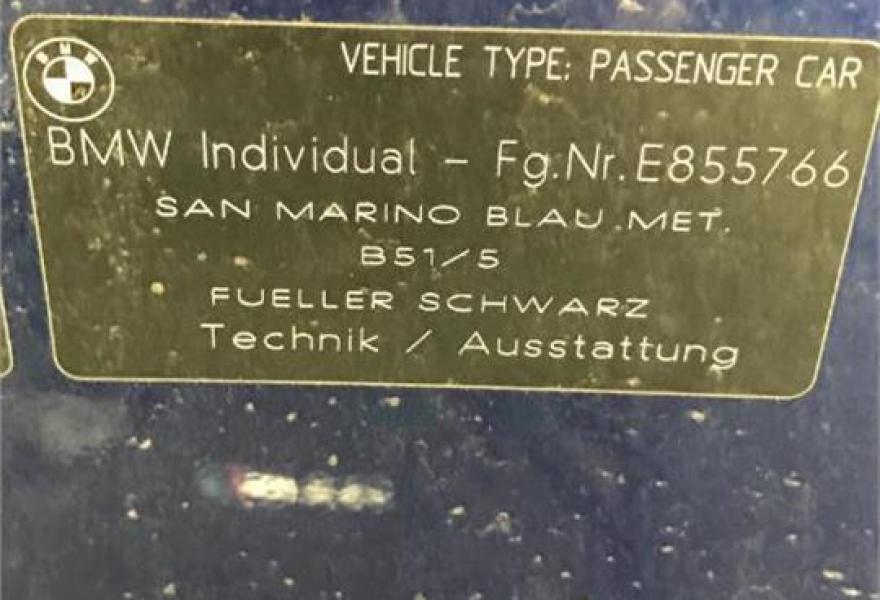 BMW
VEHICLE TYPE: PASSENGER CAR
BMW Individual - Fg.Nr.E855766
SAN MARINO BLAU MET.
B51/5
FUELLER SCHWARZ
Technik / Ausstattung